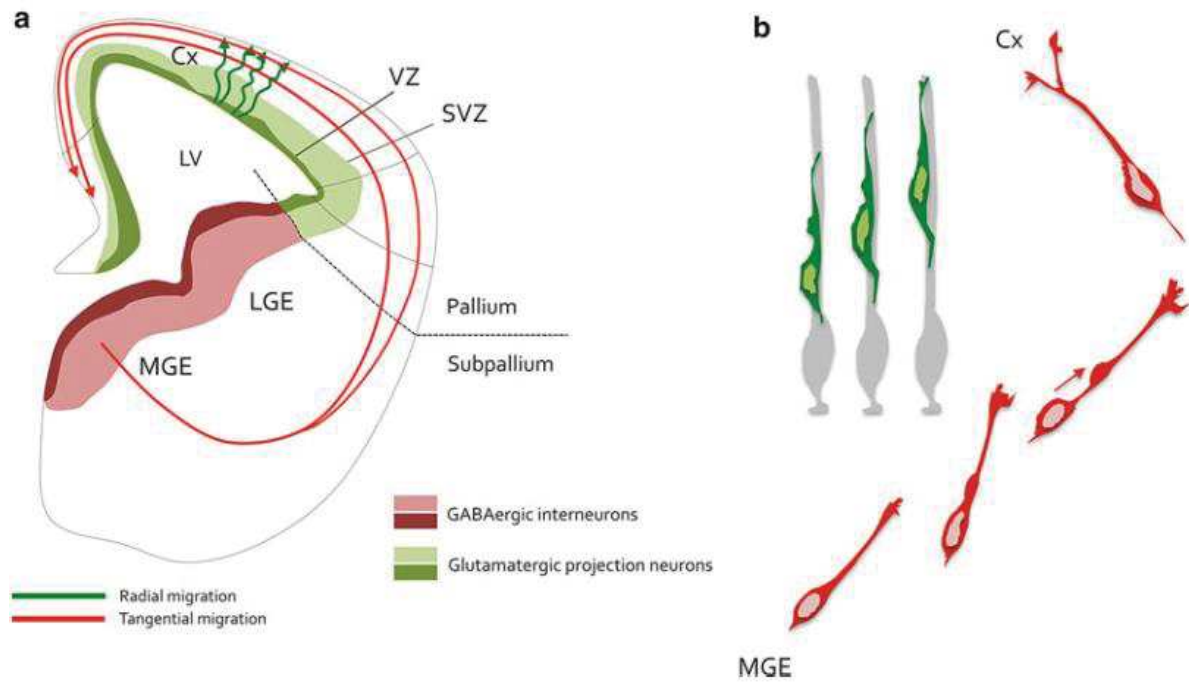 a
Cx
VZ
SVZ
LV
LGE
Pallium
MGE
Subpallium
GABAergic interneurons
Glutamatergic projection neurons
Radial migration
Tangential migration
b
Cx
MGE